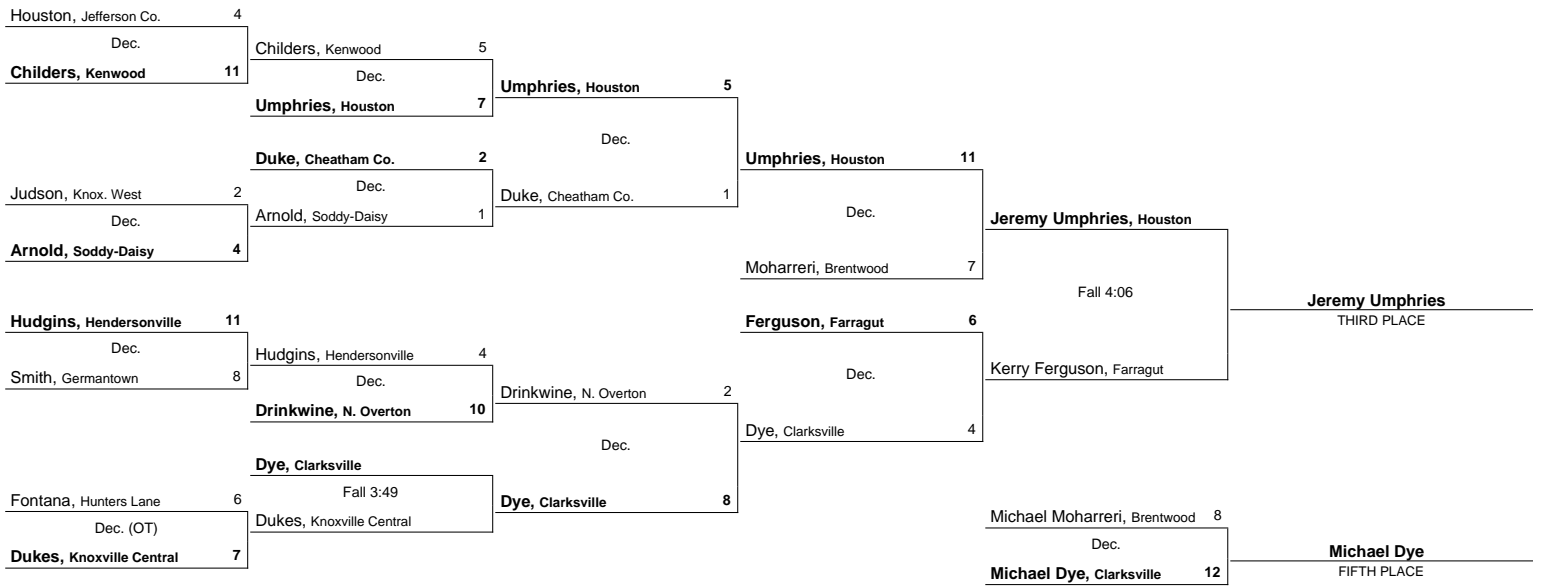 Houston, Jefferson Co. 4
Dec.
Childers, Kenwood 11
Judson, Knox. West 2
Dec.
Arnold, Soddy-Daisy 4
Hudgins, Hendersonville 11
Dec.
Smith, Germantown 8
Fontana, Hunters Lane 6
Dec. (OT)
Dukes, Knoxville Central 7
Childers, Kenwood 5
Dec.
Umphries, Houston 7
Duke, Cheatham Co. 2
Dec.
Arnold, Soddy-Daisy 1
Hudgins, Hendersonville 4
Dec.
Drinkwine, N. Overton 10
Dye, Clarksville
Fall 3:49
Dukes, Knoxville Central
Umphries, Houston 5
Dec.
Duke, Cheatham Co. 1
Drinkwine, N. Overton 2
Dec.
Dye, Clarksville 8
Umphries, Houston 11
Dec.
Moharreri, Brentwood 7
Ferguson, Farragut 6
Dec.
Dye, Clarksville 4
Jeremy Umphries, Houston
Fall 4:06
Kerry Ferguson, Farragut
Jeremy Umphries
THIRD PLACE
Michael Moharreri, Brentwood 8
Dec.
Michael Dye, Clarksville 12
Michael Dye
FIFTH PLACE